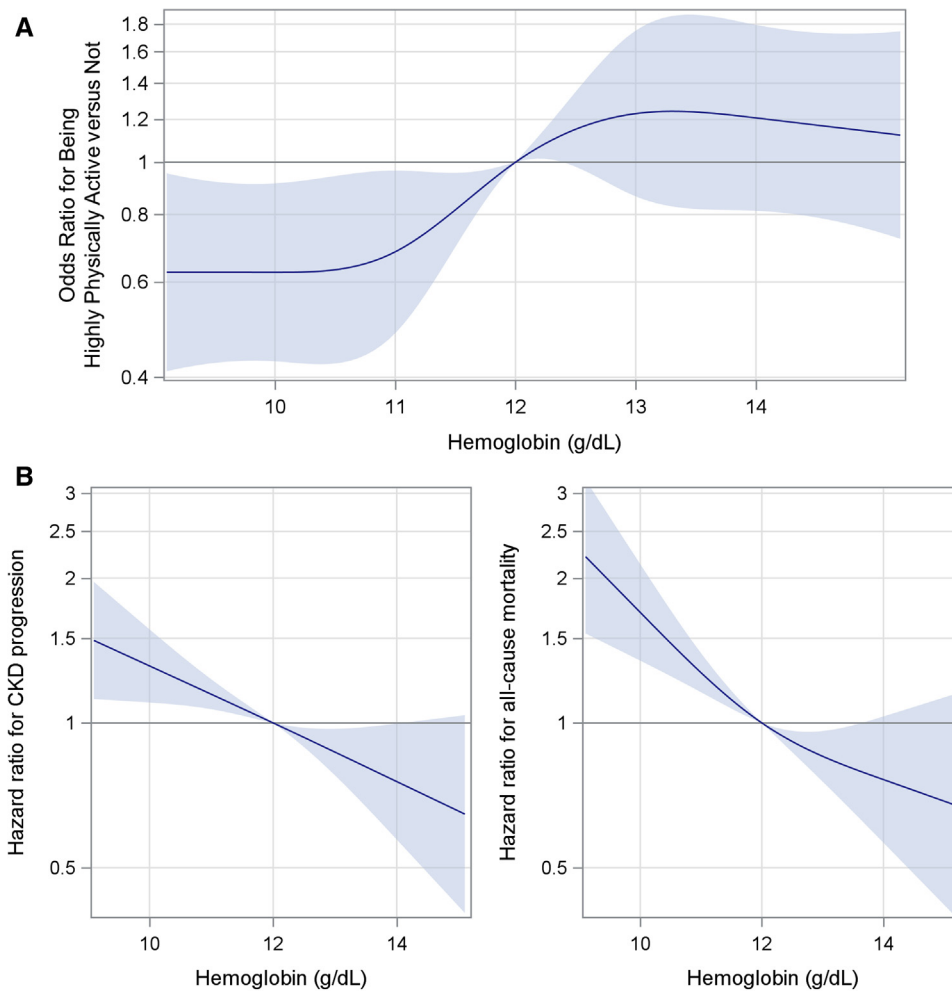 A
Odds Ratio for Being
Highly Physically Active versus Not
1.8
1.6
1.4
1.2
1
0.8
0.6
0.4
10 11 12 13 14
Hemoglobin (g/dL)
B
Hazard ratio for CKD progression
3
2.5
2
1.5
1
0.5
10 12 14
Hemoglobin (g/dL)
Hazard ratio for all-cause mortality
3
2.5
2
1.5
1
0.5
10 12 14
Hemoglobin (g/dL)